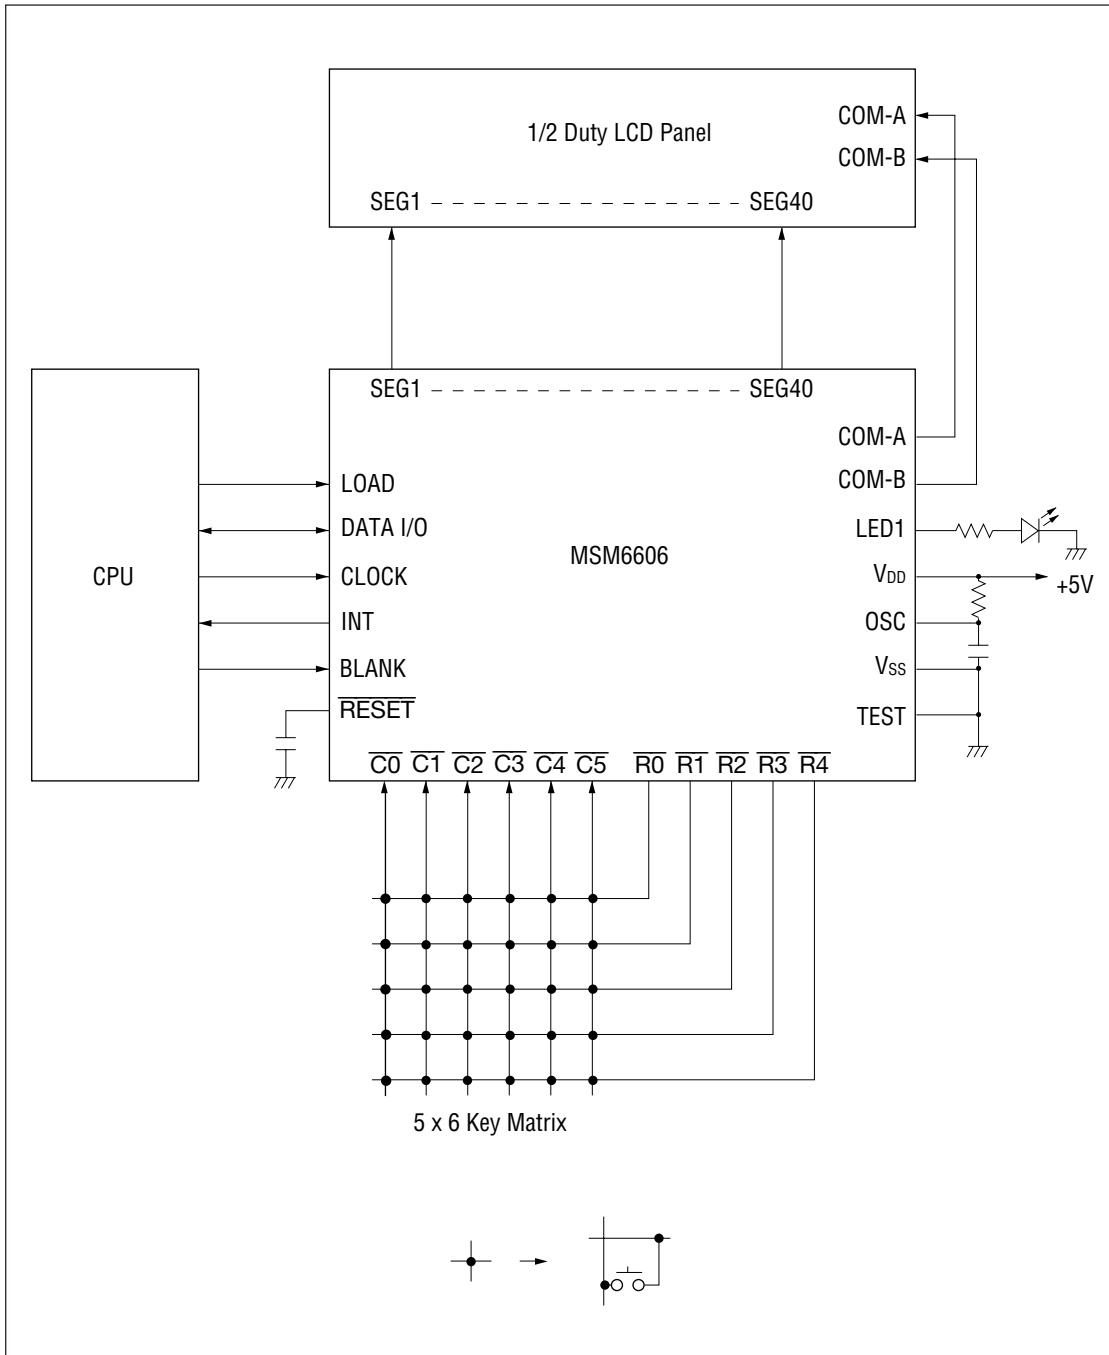 1/2 Duty LCD Panel
COM-A
COM-B
SEG1
SEG40
SEG1
SEG40
COM-A
COM-B
LED1
VDD
+5V
OSC
VSS
TEST
CPU
LOAD
DATA I/O
CLOCK
INT
BLANK
RESET
MSM6606
C0 C1 C2 C3 C4 C5 R0 R1 R2 R3 R4
5 x 6 Key Matrix